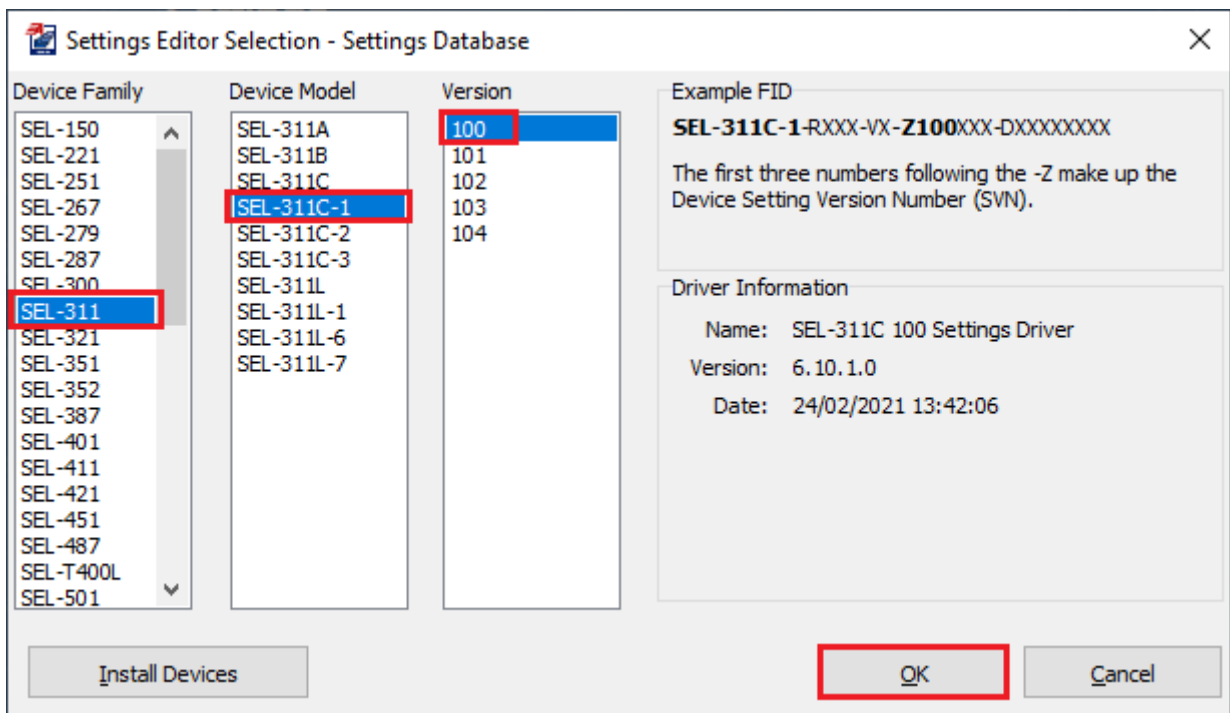 Settings Editor Selection - Settings Database
Device Family
SEL-150
SEL-221
SEL-251
SEL-267
SEL-279
SEL-287
SEL-300
SEL-311
SEL-321
SEL-351
SEL-352
SEL-387
SEL-401
SEL-411
SEL-421
SEL-451
SEL-487
SEL-T400L
SEL-501
Device Model
SEL-311A
SEL-311B
SEL-311C
SEL-311C-1
SEL-311C-2
SEL-311C-3
SEL-311L
SEL-311L-1
SEL-311L-6
SEL-311L-7
Version
100
101
102
103
104
Example FID
SEL-311C-1-RXXX-VX-Z100XXX-DXXXXXXXX
The first three numbers following the -Z make up the
Device Setting Version Number (SVN).
Driver Information
Name: SEL-311C 100 Settings Driver
Version: 6.10.1.0
Date: 24/02/2021 13:42:06
Install Devices
OK
Cancel